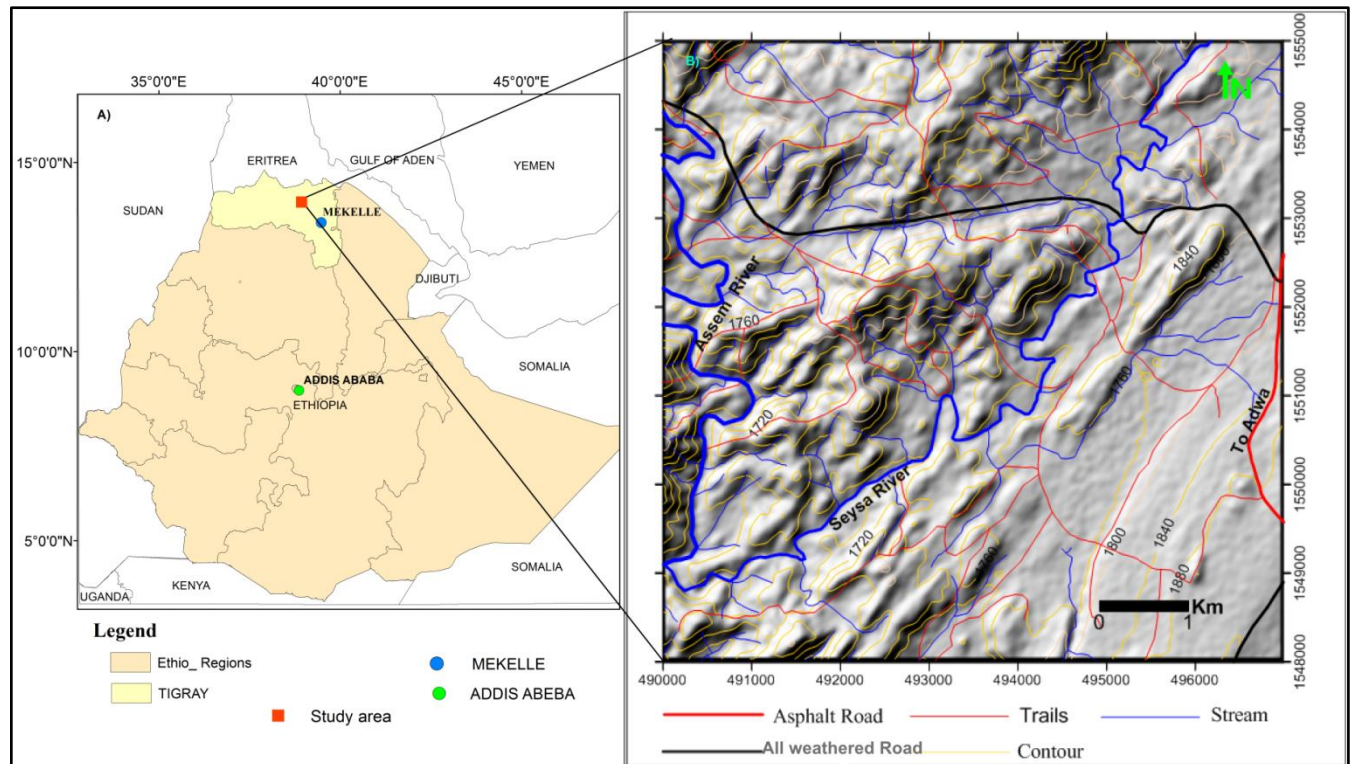 35°0'0"E
40°0'0"E
45°0'0"E
A)
15°0'0"N
10°0'0"N
5°0'0"N
ERITREA
GULF OF ADEN
YEMEN
SUDAN
MEKELLE
DJIBUTI
SOMALIA
ADDIS ABABA
ETHIOPIA
SOMALIA
KENYA
UGANDA
Legend
Ethio_ Regions
TIGRAY
MEKELLE
ADDIS ABEBA
Study area
B)
N
1555000
1554000
1553000
1552000
1551000
1550000
1549000
1548000
1840
Assem River
1760
1760
1720
To Adwa
Seysa River
1720
1760
1800
1840
1880
Km
0 1
490000 491000 492000 493000 494000 495000 496000
Asphalt Road
Trails
Stream
All weathered Road
Contour